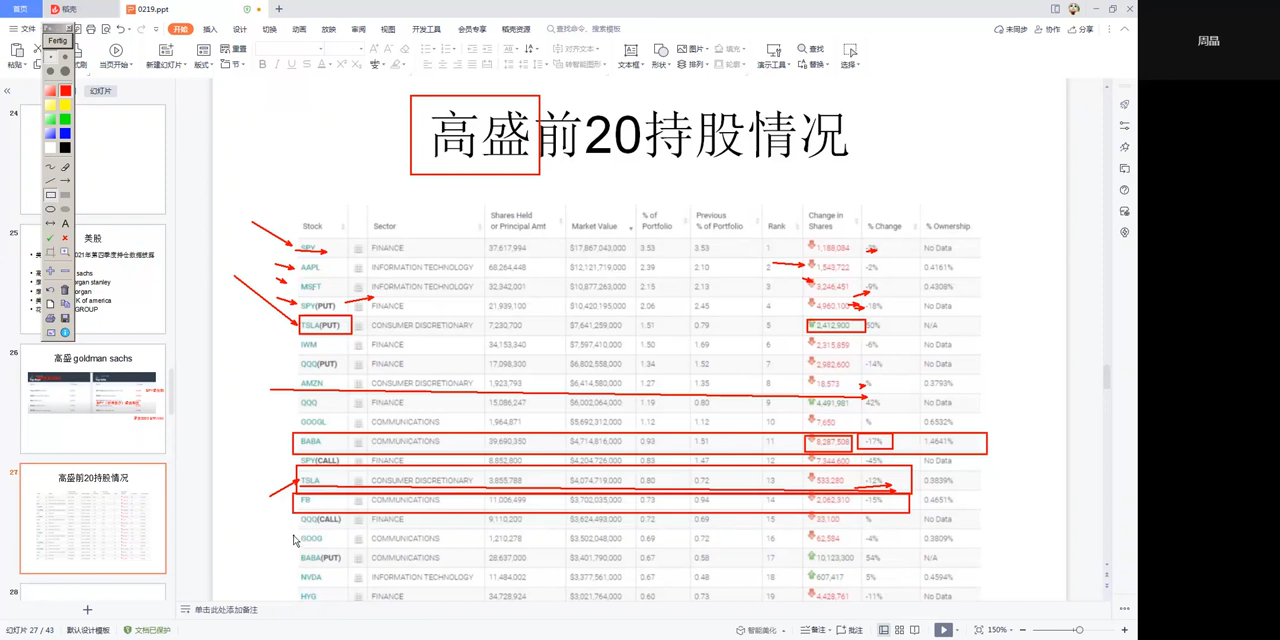 首页 稻壳 0219.ppt
周晶
文件 开始 插入 设计 切换 动画 放映 审阅 视图 开发工具 会员专享 稻壳资源 查找命令、搜索模板 未同步 协作 分享
Fertig
粘贴 当页开始 新建幻灯片 版式 重置 节 B I U S A 对齐文本 转智能图形 文本框 形状 图片 排列 填充 轮廓 演示工具 查找 替换 选择
幻灯片
24
25
美股
26
高盛 goldman sachs
27
高盛前20持股情况
28
高盛前20持股情况
Stock Sector Shares Held or Principal Amt Market Value % of Portfolio Previous % of Portfolio Rank Change in Shares % Change % Ownership
SPY FINANCE 37,617,994 $17,867,043,000 3.53 3.53 1 1,188,084 No Data
AAPL INFORMATION TECHNOLOGY 68,264,448 $12,121,719,000 2.39 2.10 2 1,543,722 -2% 0.4161%
MSFT INFORMATION TECHNOLOGY 32,342,001 $10,877,263,000 2.15 2.13 3 3,246,451 -9% 0.4308%
SPY(PUT) FINANCE 21,939,100 $10,420,195,000 2.06 2.45 4 4,960,100 -18% No Data
TSLA(PUT) CONSUMER DISCRETIONARY 7,230,700 $7,641,259,000 1.51 0.79 5 2,412,900 50% N/A
IWM FINANCE 34,153,340 $7,597,410,000 1.50 1.69 6 2,315,859 -6% No Data
QQQ(PUT) FINANCE 17,098,300 $6,802,558,000 1.34 1.52 7 2,982,600 -14% No Data
AMZN CONSUMER DISCRETIONARY 1,923,793 $6,414,580,000 1.27 1.35 8 18,573 % 0.3793%
QQQ FINANCE 15,086,247 $6,002,064,000 1.19 0.80 9 4,491,981 42% No Data
GOOGL COMMUNICATIONS 1,964,871 $5,692,312,000 1.12 1.12 10 7,650 % 0.6532%
BABA COMMUNICATIONS 39,690,350 $4,714,816,000 0.93 1.51 11 8,287,508 -17% 1.4641%
SPY(CALL) FINANCE 8,852,800 $4,204,726,000 0.83 1.47 12 7,344,600 -45% No Data
TSLA CONSUMER DISCRETIONARY 3,855,788 $4,074,719,000 0.80 0.72 13 533,280 -12% 0.3839%
FB COMMUNICATIONS 11,006,499 $3,702,035,000 0.73 0.94 14 2,062,310 -15% 0.4651%
QQQ(CALL) FINANCE 9,110,200 $3,624,493,000 0.72 0.69 15 33,100 % No Data
GOOG COMMUNICATIONS 1,210,278 $3,502,048,000 0.69 0.72 16 62,584 -4% 0.3809%
BABA(PUT) COMMUNICATIONS 28,637,000 $3,401,790,000 0.67 0.58 17 10,123,300 54% N/A
NVDA INFORMATION TECHNOLOGY 11,484,002 $3,377,561,000 0.67 0.48 18 607,417 5% 0.4594%
HYG FINANCE 34,728,924 $3,021,764,000 0.60 0.73 19 4,428,761 -11% No Data
单击此处添加备注
幻灯片 27 / 43 默认设计模板 文档已保护 智能美化 备注 批注 150%